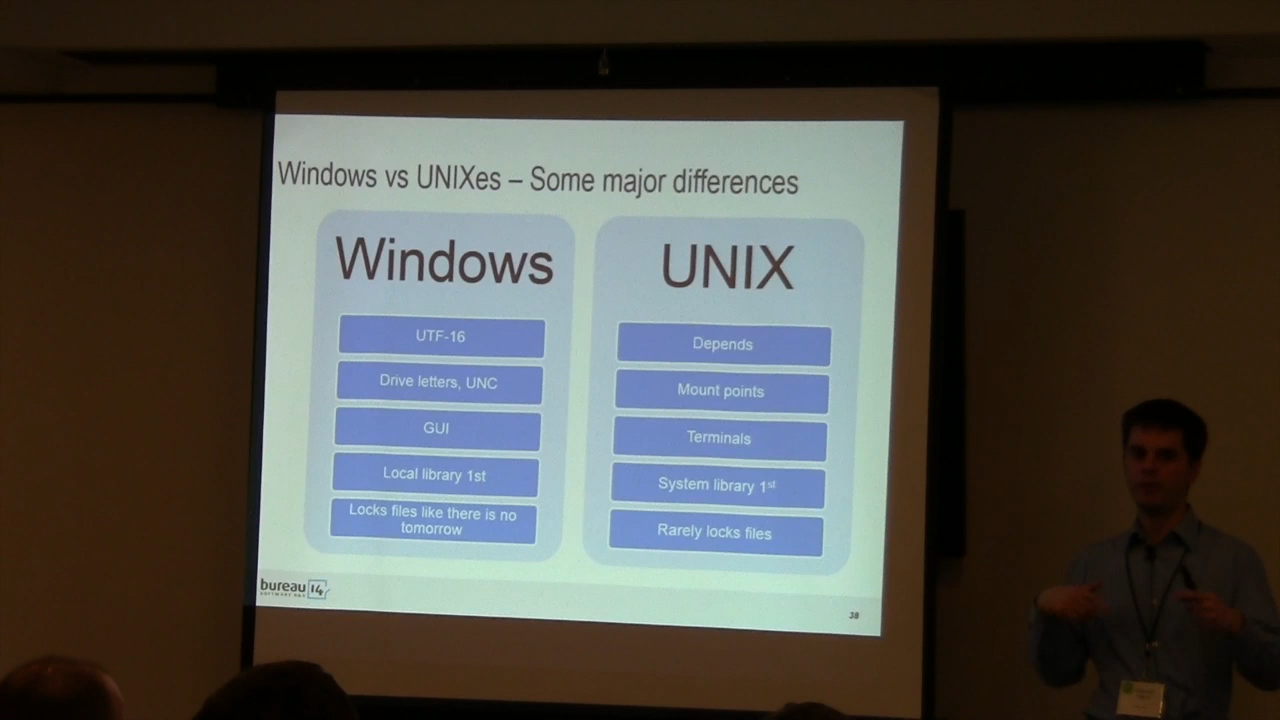 Windows vs UNIXes – Some major differences
Windows
UTF-16
Drive letters, UNC
GUI
Local library 1st
Locks files like there is no
tomorrow
UNIX
Depends
Mount points
Terminals
System library 1st
Rarely locks files
bureau 14
38